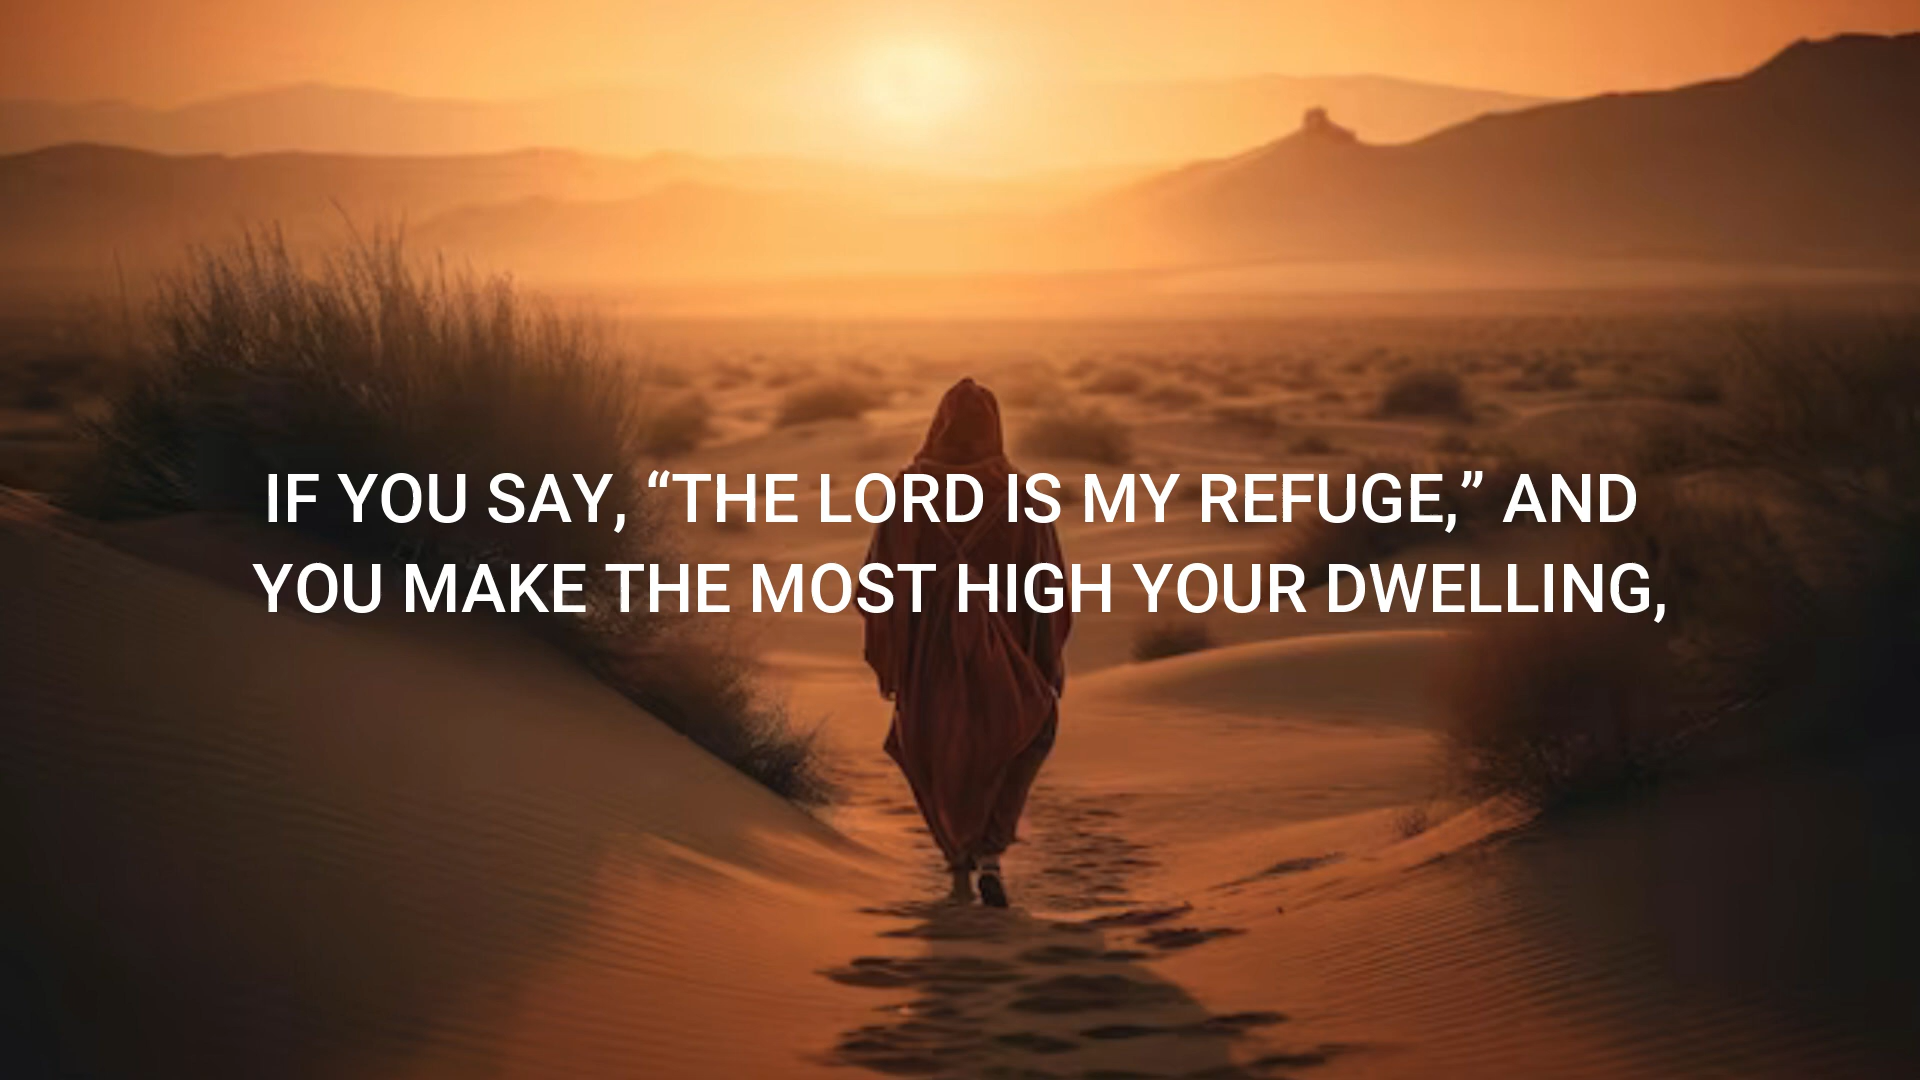 IF YOU SAY, “THE LORD IS MY REFUGE,” AND
YOU MAKE THE MOST HIGH YOUR DWELLING,